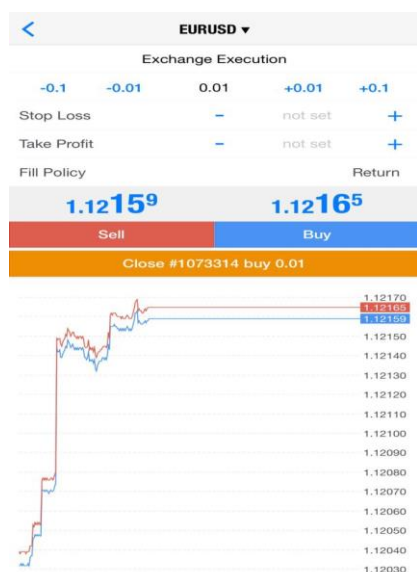 EURUSD ▼
Exchange Execution
-0.1 -0.01 0.01 +0.01 +0.1
Stop Loss - not set +
Take Profit - not set +
Fill Policy Return
1.12159 1.12165
Sell Buy
Close #1073314 buy 0.01
1.12170
1.12165
1.12159
1.12150
1.12140
1.12130
1.12120
1.12110
1.12100
1.12090
1.12080
1.12070
1.12060
1.12050
1.12040
1.12030